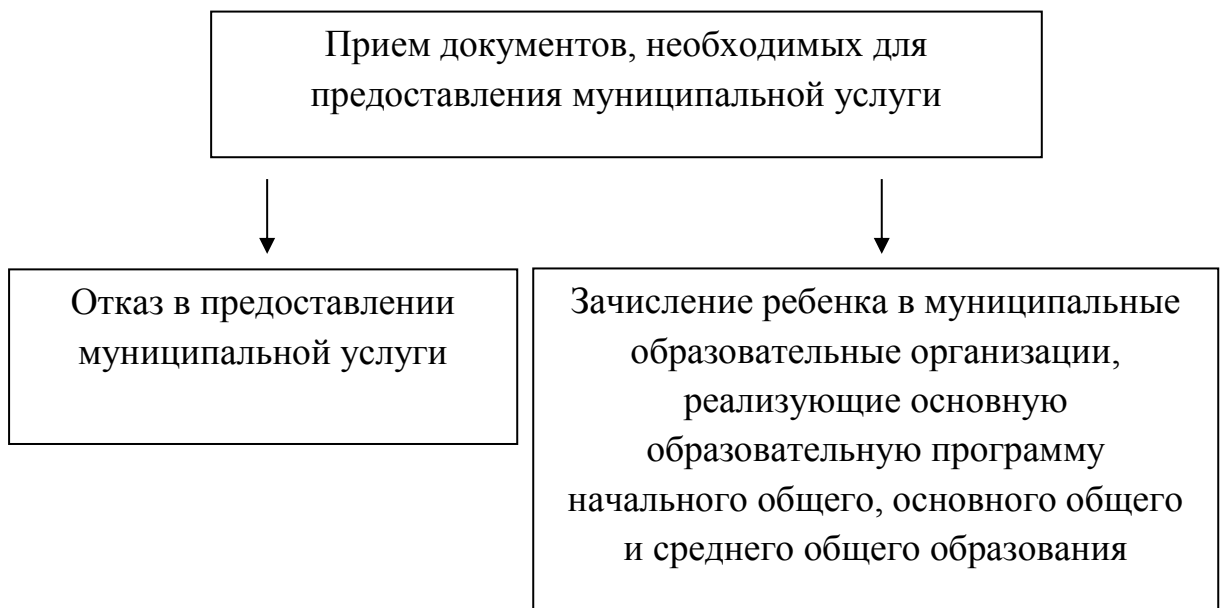 Прием документов, необходимых для
предоставления муниципальной услуги
Отказ в предоставлении
муниципальной услуги
Зачисление ребенка в муниципальные
образовательные организации,
реализующие основную
образовательную программу
начального общего, основного общего
и среднего общего образования